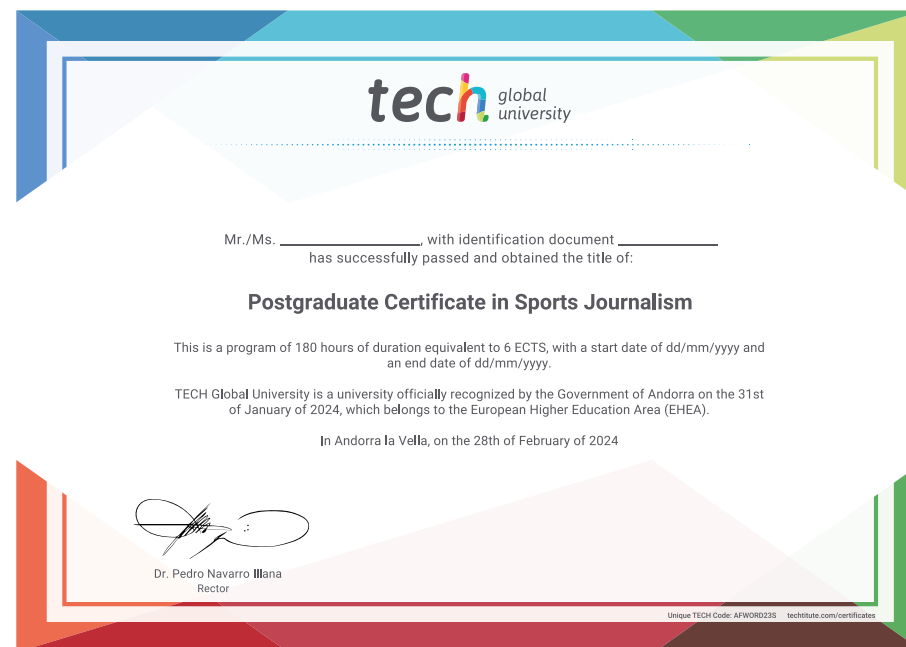 tech global university
Mr./Ms. ____________________, with identification document ______________
has successfully passed and obtained the title of:
Postgraduate Certificate in Sports Journalism
This is a program of 180 hours of duration equivalent to 6 ECTS, with a start date of dd/mm/yyyy and
an end date of dd/mm/yyyy.
TECH Global University is a university officially recognized by the Government of Andorra on the 31st
of January of 2024, which belongs to the European Higher Education Area (EHEA).
In Andorra la Vella, on the 28th of February of 2024
Dr. Pedro Navarro Illana
Rector
Unique TECH Code: AFWORD23S techtitute.com/certificates